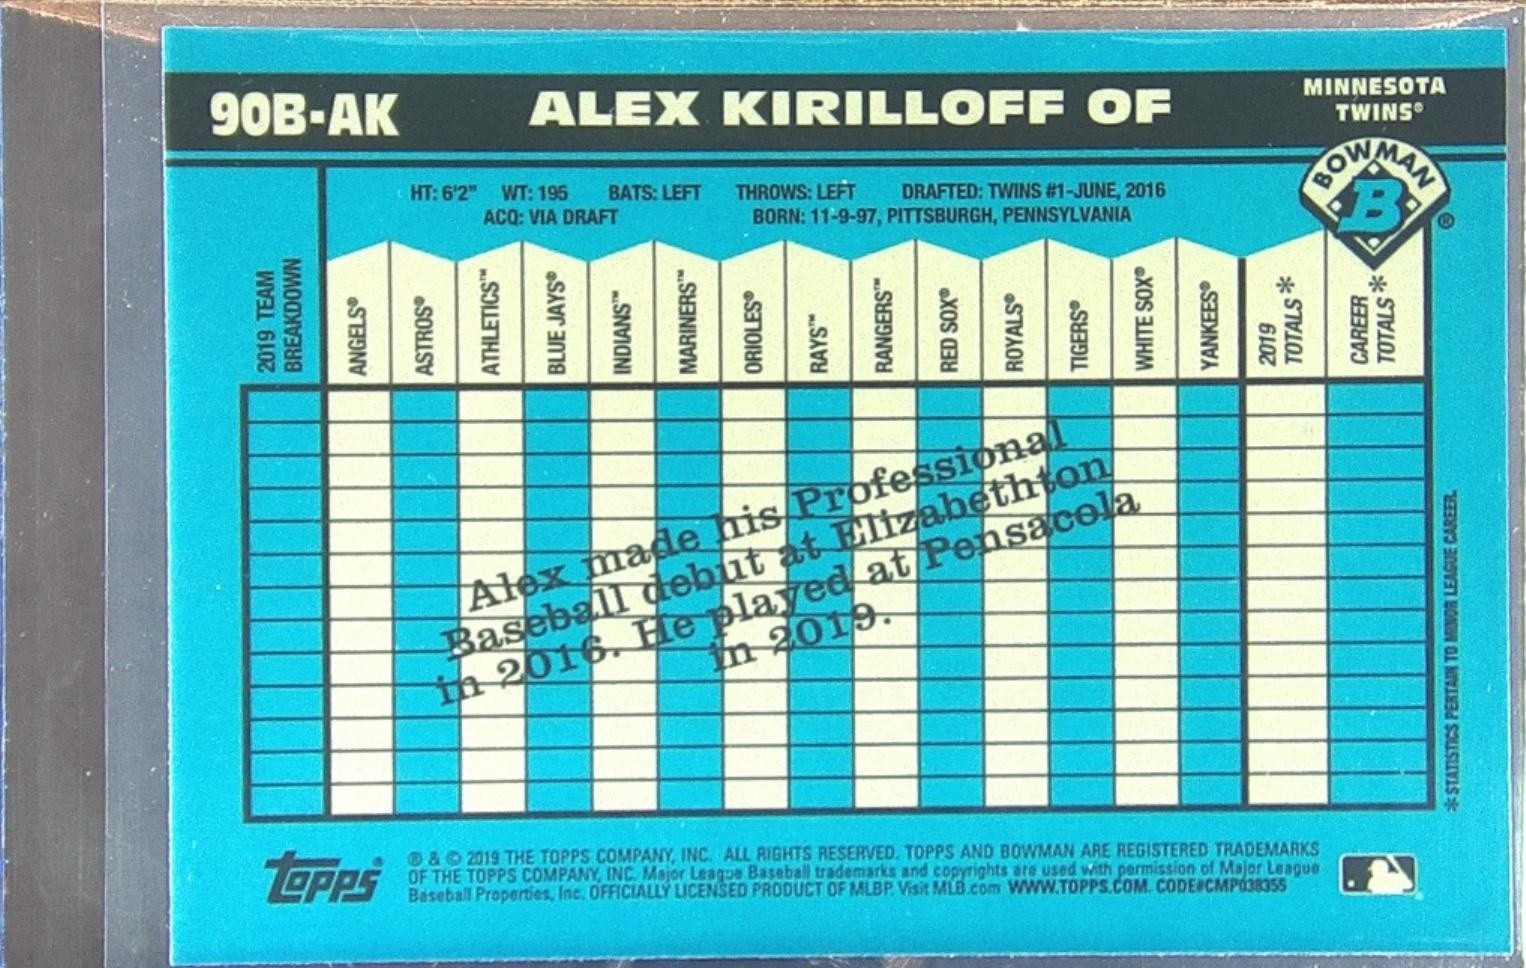 90B-AK
ALEX KIRILLOFF OF
MINNESOTA
TWINS®
BOWMAN
B
®
HT: 6'2" WT: 195 BATS: LEFT THROWS: LEFT DRAFTED: TWINS #1-JUNE, 2016
ACQ: VIA DRAFT BORN: 11-9-97, PITTSBURGH, PENNSYLVANIA
2019 TEAM
BREAKDOWN
ANGELS®
ASTROS®
ATHLETICS™
BLUE JAYS®
INDIANS™
MARINERS™
ORIOLES®
RAYS™
RANGERS™
RED SOX®
ROYALS®
TIGERS®
WHITE SOX®
YANKEES®
2019
TOTALS*
CAREER
TOTALS*
Alex made his Professional
Baseball debut at Elizabethton
in 2016. He played at Pensacola
in 2019.
*STATISTICS PERTAIN TO MINOR LEAGUE CAREER.
Topps®
® & © 2019 THE TOPPS COMPANY, INC. ALL RIGHTS RESERVED. TOPPS AND BOWMAN ARE REGISTERED TRADEMARKS
OF THE TOPPS COMPANY, INC. Major League Baseball trademarks and copyrights are used with permission of Major League
Baseball Properties, Inc. OFFICIALLY LICENSED PRODUCT OF MLBP. Visit MLB.com WWW.TOPPS.COM. CODE#CMP038355